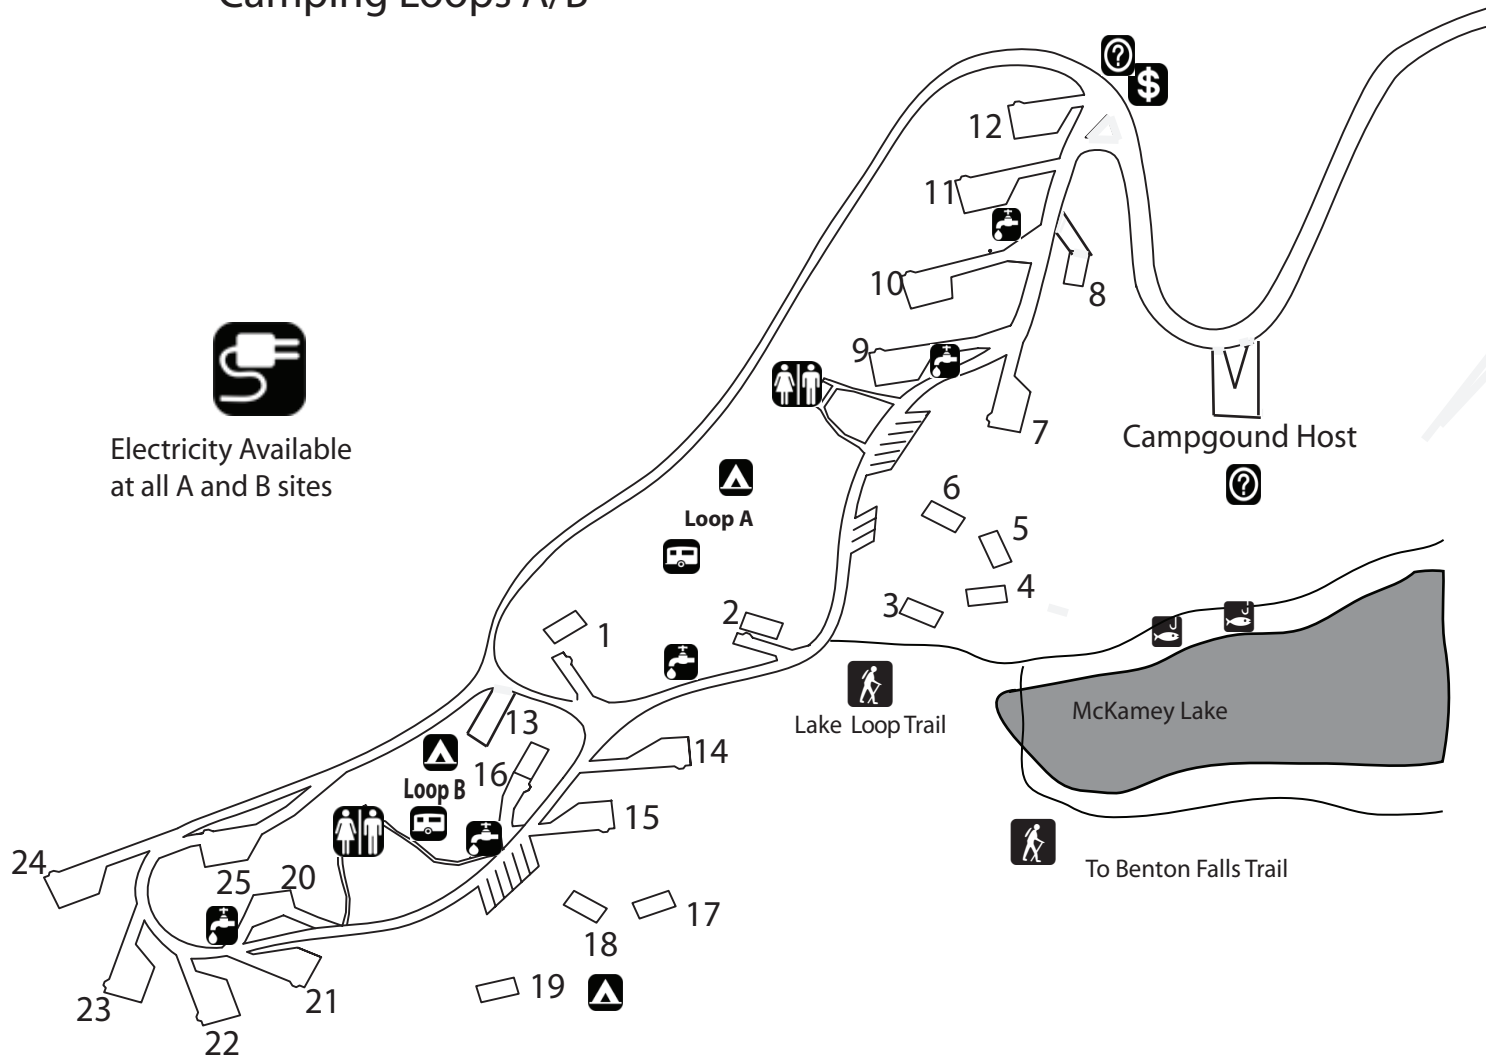 Camping Loops A/B
$
12
11
10
8
9
7
Electricity Available
at all A and B sites
Campgound Host
Loop A
6
5
4
3
2
1
McKamey Lake
Lake Loop Trail
13
14
16
Loop B
15
24
25
20
To Benton Falls Trail
17
18
19
23
21
22